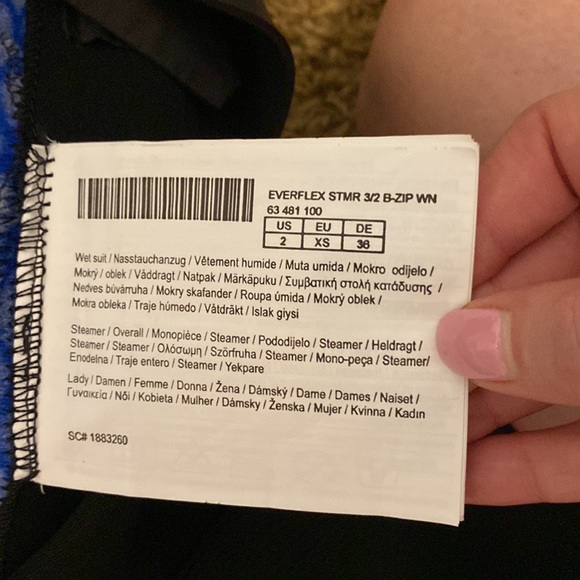 EVERFLEX STMR 3/2 B-ZIP WN
63 481 100
US EU DE
2 XS 36
Wet suit / Nasstauchanzug / Vêtement humide / Muta umida / Mokro odijelo /
Mokrý / oblek / Våddragt / Natpak / Märkäpuku / Συμβατική στολή κατάδυσης /
Nedves búvárruha / Mokry skafander / Roupa úmida / Mokrý oblek /
Mokra obleka / Traje húmedo / Våtdräkt / Islak giysi
Steamer / Overall / Monopièce / Steamer / Pododijelo / Steamer / Heldragt /
Steamer / Steamer / Ολόσωμη / Szörfruha / Steamer / Mono-peça / Steamer/
Enodelna / Traje entero / Steamer / Yekpare
Lady / Damen / Femme / Donna / Žena / Dámský / Dame / Dames / Naiset /
Γυναικεία / Női / Kobieta / Mulher / Dámsky / Ženska / Mujer / Kvinna / Kadın
SC# 1883260